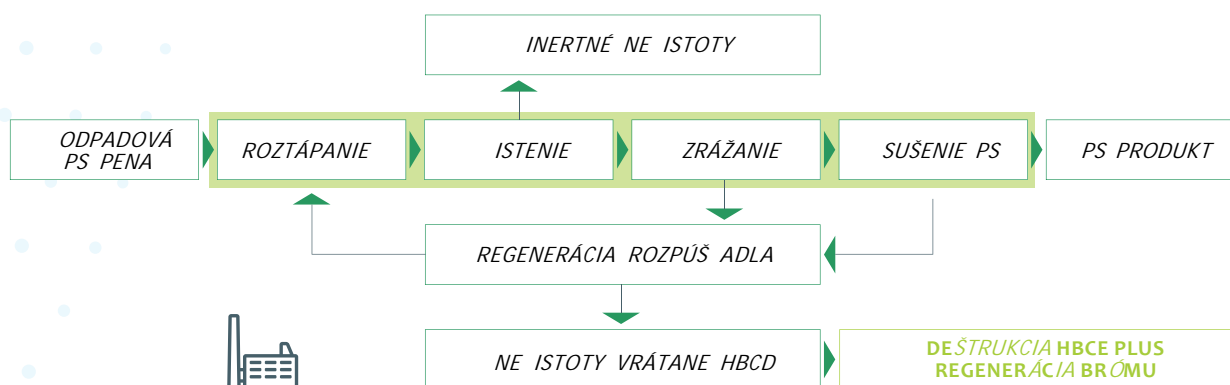 INERTNÉ NE ISTOTY
ODPADOVÁ
PS PENA
ROZTÁPANIE
ISTENIE
ZRÁŽANIE
SUŠENIE PS
PS PRODUKT
REGENERÁCIA ROZPÚŠ ADLA
NE ISTOTY VRÁTANE HBCD
DEŠTRUKCIA HBCE PLUS
REGENERÁCIA BRÓMU